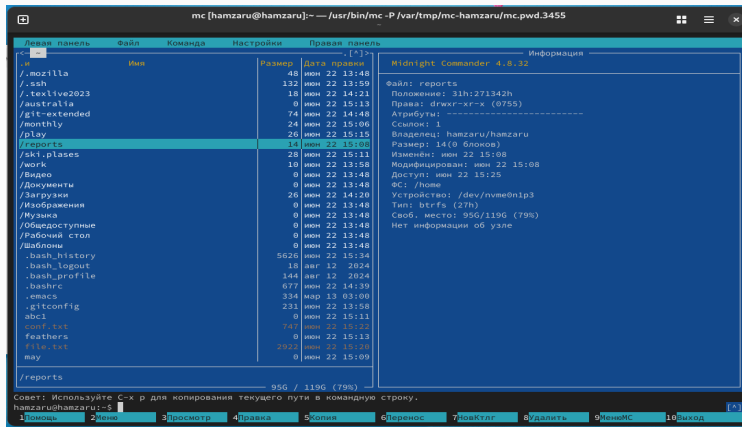 mc [hamzaru@hamzaru]:~ — /usr/bin/mc -P /var/tmp/mc-hamzaru/mc.pwd.3455
Левая панель Файл Команда Настройки Правая панель
<- ~ .[^]>
.и Имя Размер Дата правки
/.mozilla 48 июн 22 13:48
/.ssh 132 июн 22 13:59
/.texlive2023 18 июн 22 14:21
/australia 0 июн 22 15:13
/git-extended 74 июн 22 14:48
/monthly 24 июн 22 15:06
/play 26 июн 22 15:15
/reports 14 июн 22 15:08
/ski.plases 28 июн 22 15:11
/work 10 июн 22 13:58
/Видео 0 июн 22 13:48
/Документы 0 июн 22 13:48
/Загрузки 26 июн 22 14:20
/Изображения 0 июн 22 13:48
/Музыка 0 июн 22 13:48
/Общедоступные 0 июн 22 13:48
/Рабочий стол 0 июн 22 13:48
/Шаблоны 0 июн 22 13:48
.bash_history 5626 июн 22 15:34
.bash_logout 18 авг 12 2024
.bash_profile 144 авг 12 2024
.bashrc 677 июн 22 14:39
.emacs 334 мар 13 03:00
.gitconfig 231 июн 22 13:58
abc1 0 июн 22 15:11
conf.txt 747 июн 22 15:22
feathers 0 июн 22 15:13
file.txt 2922 июн 22 15:20
may 0 июн 22 15:09
/reports
95G / 119G (79%)
Информация
Midnight Commander 4.8.32
Файл: reports
Положение: 31h:271342h
Права: drwxr-xr-x (0755)
Атрибуты: -------------------------
Ссылок: 1
Владелец: hamzaru/hamzaru
Размер: 14(0 блоков)
Изменён: июн 22 15:08
Модифицирован: июн 22 15:08
Доступ: июн 22 15:25
ФС: /home
Устройство: /dev/nvme0n1p3
Тип: btrfs (27h)
Своб. место: 95G/119G (79%)
Нет информации об узле
Совет: Используйте C-x p для копирования текущего пути в командную строку.
hamzaru@hamzaru:~$ [^]
1Помощь 2Меню 3Просмотр 4Правка 5Копия 6Перенос 7НовКтлг 8Удалить 9МенюMC 10Выход